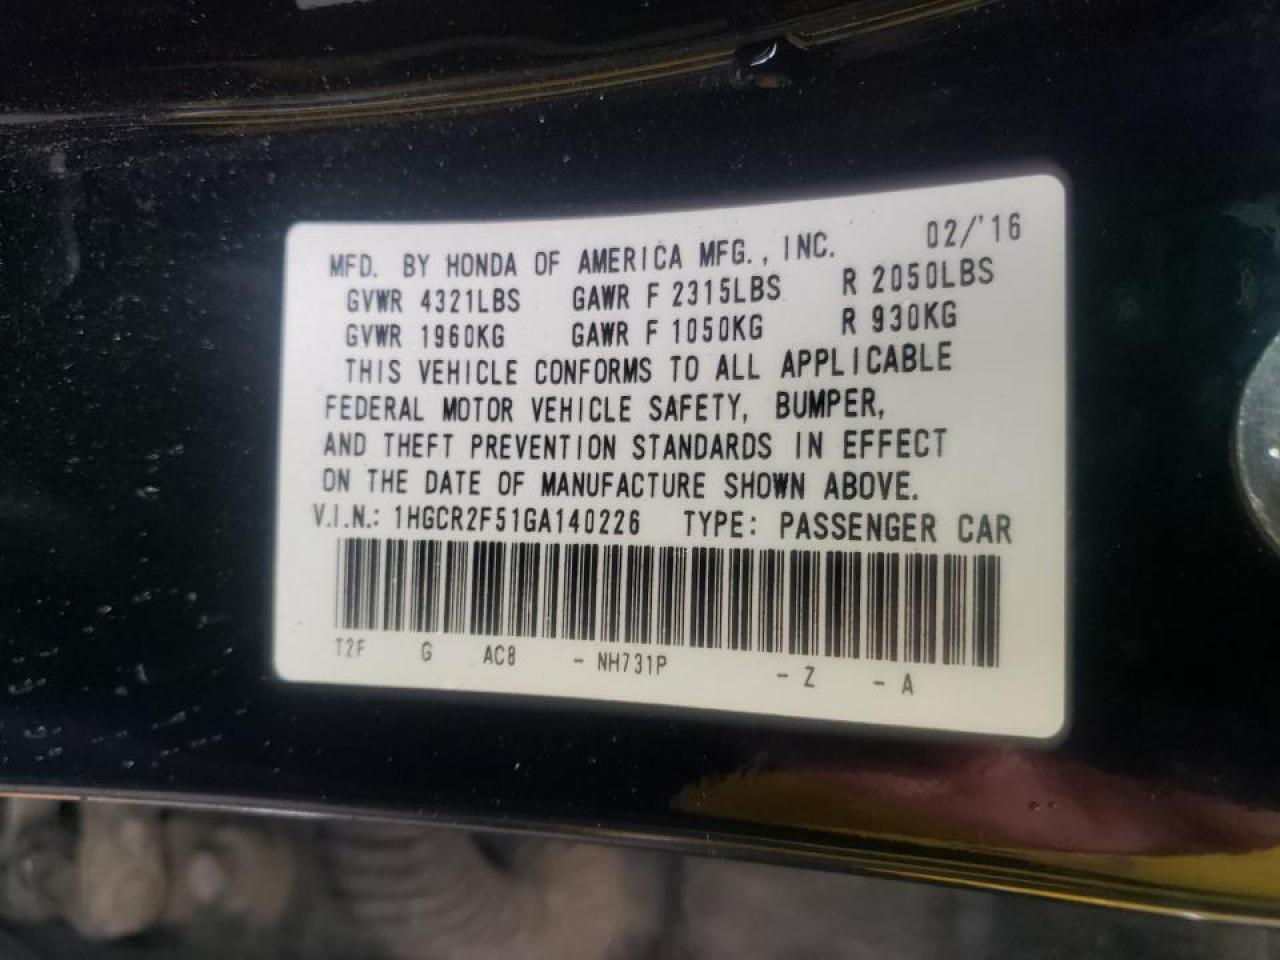 MFD. BY HONDA OF AMERICA MFG., INC. 02/'16
GVWR 4321LBS GAWR F 2315LBS R 2050LBS
GVWR 1960KG GAWR F 1050KG R 930KG
THIS VEHICLE CONFORMS TO ALL APPLICABLE
FEDERAL MOTOR VEHICLE SAFETY, BUMPER,
AND THEFT PREVENTION STANDARDS IN EFFECT
ON THE DATE OF MANUFACTURE SHOWN ABOVE.
V.I.N.: 1HGCR2F51GA140226 TYPE: PASSENGER CAR
T2F G AC8 - NH731P - Z - A